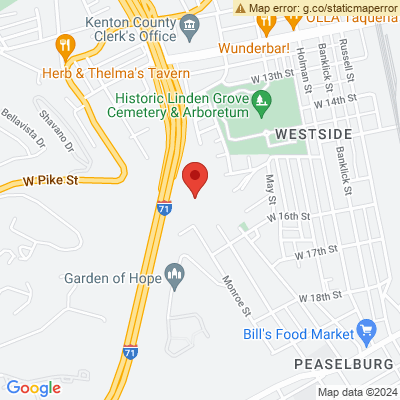 Map error: g.co/staticmaperror
Kenton County
Clerk's Office
ULLA Taqueria
Wunderbar!
Herb & Thelma's Tavern
W 13th St
Holman St
Banklick St
Russell St
Historic Linden Grove
Cemetery & Arboretum
W 14th St
Bellavista Dr
Shavano Dr
WESTSIDE
Banklick St
W Pike St
May St
71
W 16th St
W 17th St
Garden of Hope
Monroe St
W 18th St
Bill's Food Market
71
PEASELBURG
Google
Map data ©2024